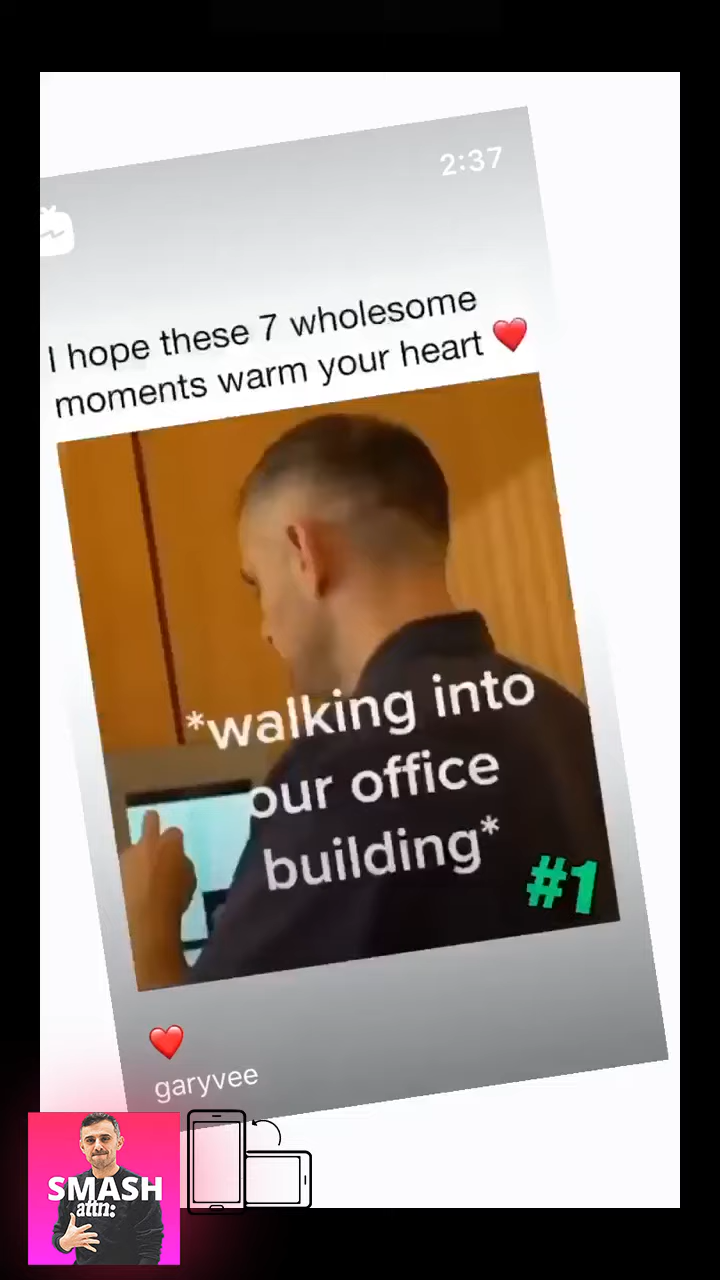 2:37
I hope these 7 wholesome
moments warm your heart ❤️
*walking into
our office
building*
#1
❤️
garyvee
SMASH
attn: